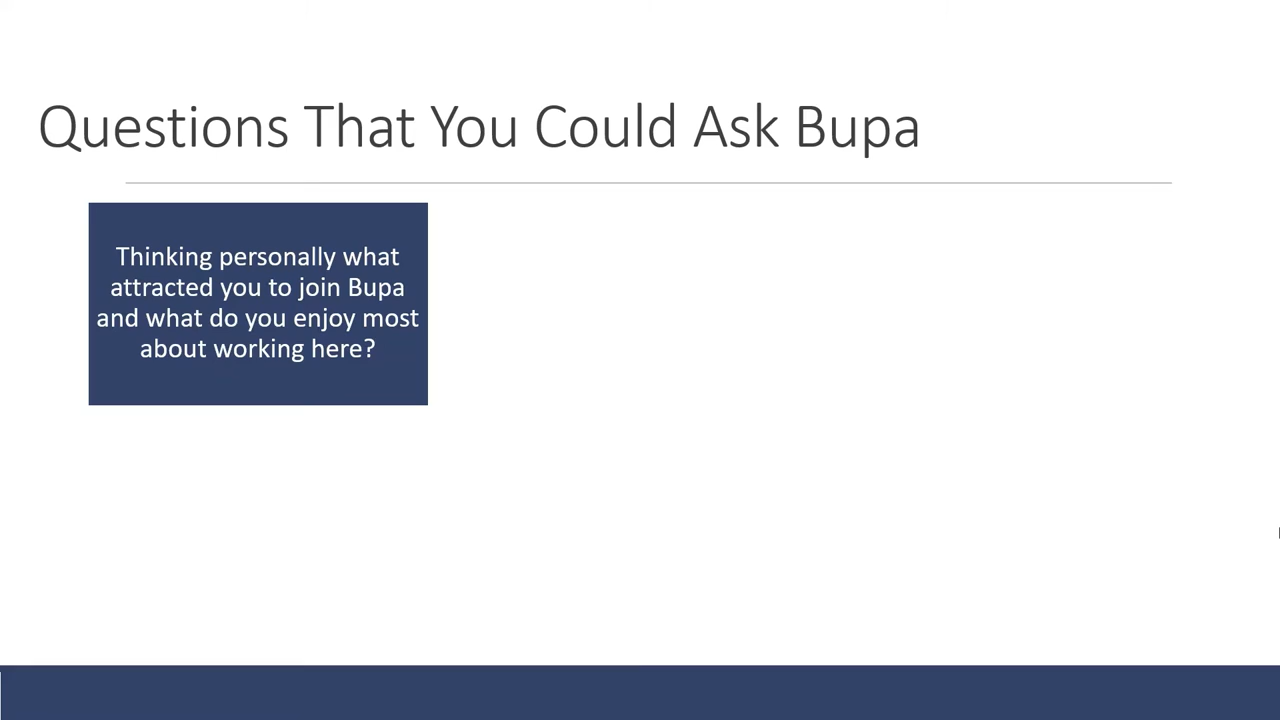 Questions That You Could Ask Bupa
Thinking personally what
attracted you to join Bupa
and what do you enjoy most
about working here?